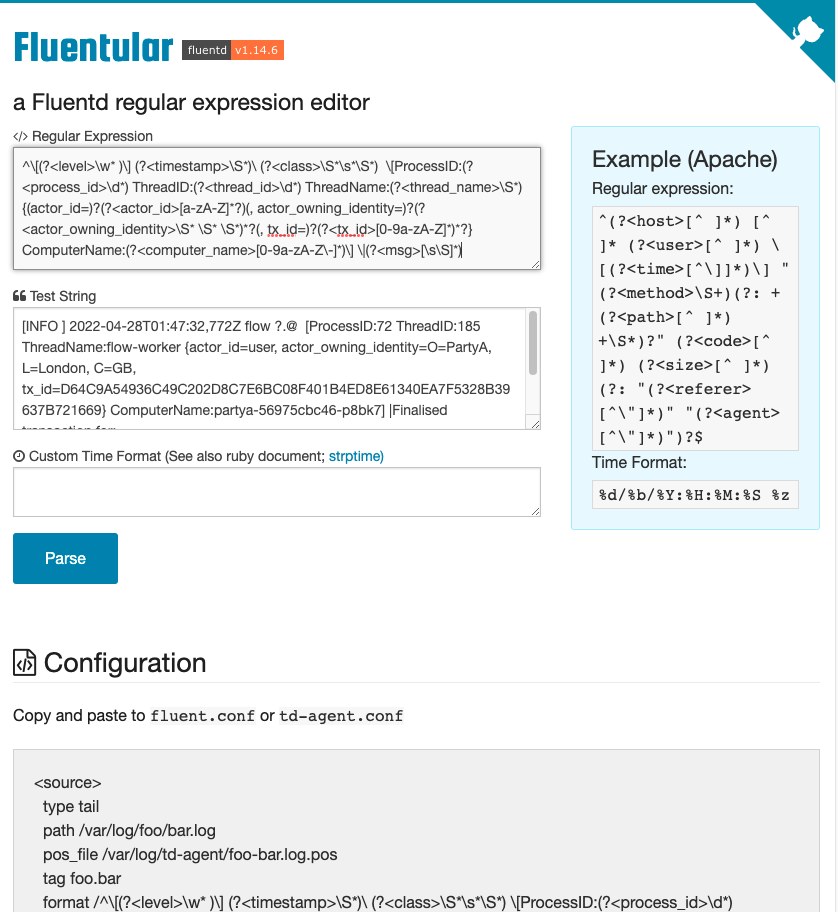 Fluentular fluentd v1.14.6
a Fluentd regular expression editor
</> Regular Expression
^\[(?<level>\w* )\] (?<timestamp>\S*)\ (?<class>\S*\s*\S*)  \[ProcessID:(?
<process_id>\d*) ThreadID:(?<thread_id>\d*) ThreadName:(?<thread_name>\S*)
{(actor_id=)?(?<actor_id>[a-zA-Z]*?)(, actor_owning_identity=)?(?
<actor_owning_identity>\S* \S* \S*)*?(, tx_id=)?(?<tx_id>[0-9a-zA-Z]*)*?}
ComputerName:(?<computer_name>[0-9a-zA-Z\-]*)\] \|(?<msg>[\s\S]*)
Test String
[INFO ] 2022-04-28T01:47:32,772Z flow ?.@  [ProcessID:72 ThreadID:185
ThreadName:flow-worker {actor_id=user, actor_owning_identity=O=PartyA,
L=London, C=GB,
tx_id=D64C9A54936C49C202D8C7E6BC08F401B4ED8E61340EA7F5328B39
637B721669} ComputerName:partya-56975cbc46-p8bk7] |Finalised
transaction for:
Custom Time Format (See also ruby document; strptime)
Parse
Example (Apache)
Regular expression:
^(?<host>[^ ]*) [^
]* (?<user>[^ ]*) \
[(?<time>[^\]]*)\] "
(?<method>\S+)(?: +
(?<path>[^ ]*)
+\S*)?" (?<code>[^
]*) (?<size>[^ ]*)
(?: "(?<referer>
[^\"]*)" "(?<agent>
[^\"]*)")?$
Time Format:
%d/%b/%Y:%H:%M:%S %z
Configuration
Copy and paste to fluent.conf or td-agent.conf
<source>
type tail
path /var/log/foo/bar.log
pos_file /var/log/td-agent/foo-bar.log.pos
tag foo.bar
format /^\[(?<level>\w* )\] (?<timestamp>\S*)\ (?<class>\S*\s*\S*) \[ProcessID:(?<process_id>\d*)